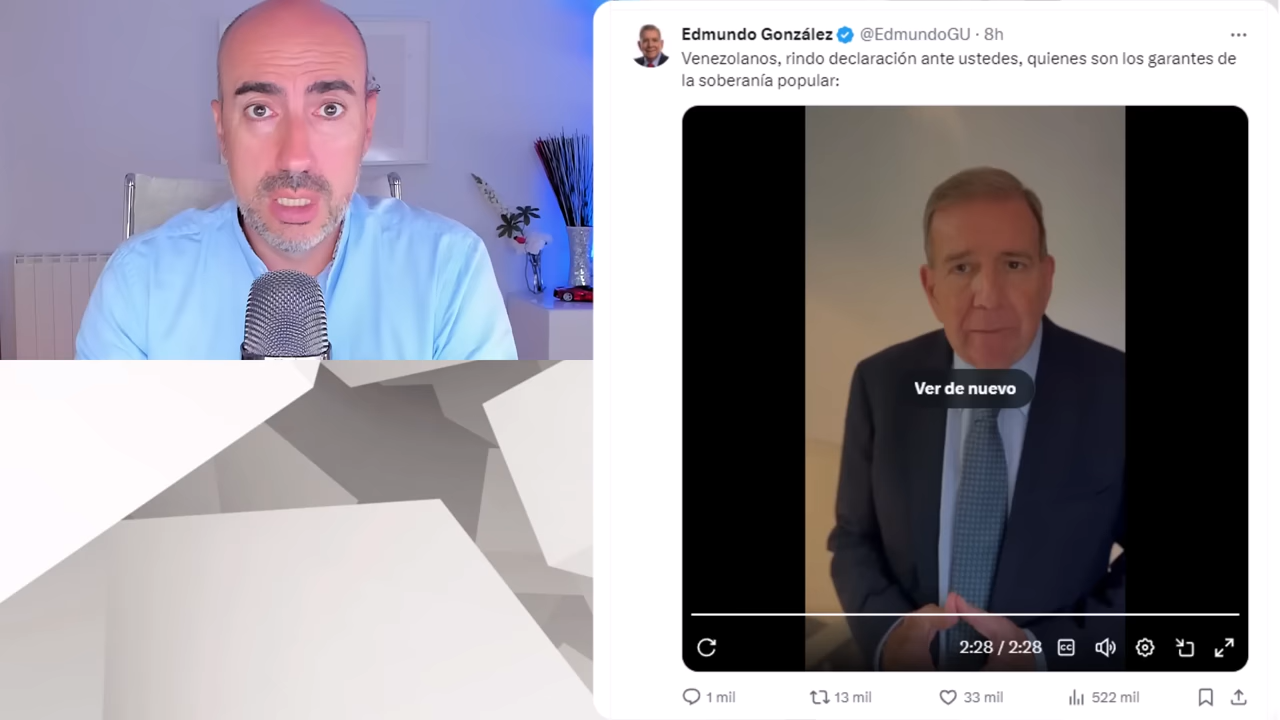 Edmundo González @EdmundoGU · 8h
Venezolanos, rindo declaración ante ustedes, quienes son los garantes de
la soberanía popular:
Ver de nuevo
2:28 / 2:28 CC
1 mil 13 mil 33 mil 522 mil